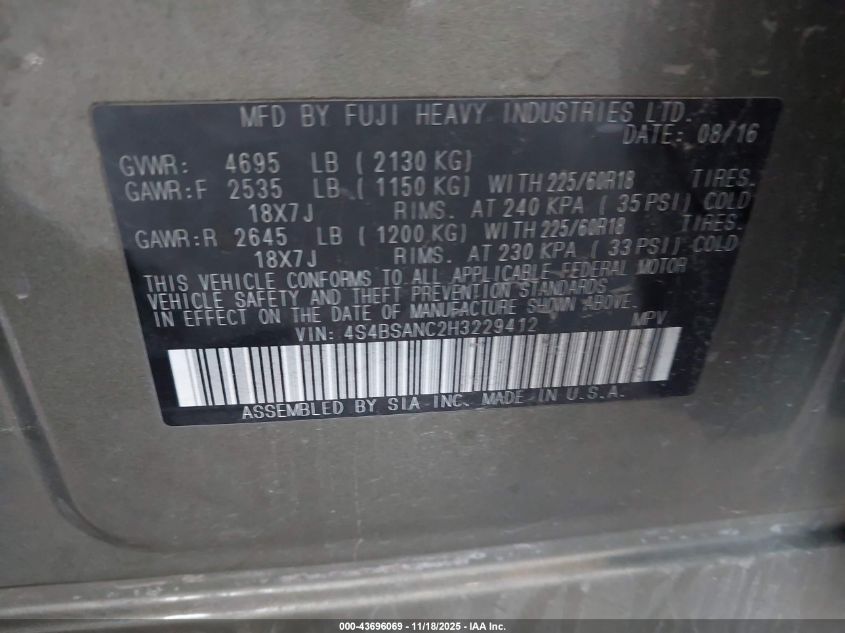 MFD BY FUJI HEAVY INDUSTRIES LTD.
DATE: 08/16
GVWR: 4695 LB ( 2130 KG)
GAWR:F 2535 LB ( 1150 KG) WITH 225/60R18 TIRES.
18X7J RIMS. AT 240 KPA ( 35 PSI) COLD
GAWR:R 2645 LB ( 1200 KG) WITH 225/60R18 TIRES.
18X7J RIMS. AT 230 KPA ( 33 PSI) COLD
THIS VEHICLE CONFORMS TO ALL APPLICABLE FEDERAL MOTOR
VEHICLE SAFETY AND THEFT PREVENTION STANDARDS
IN EFFECT ON THE DATE OF MANUFACTURE SHOWN ABOVE.
VIN: 4S4BSANC2H3229412 MPV
ASSEMBLED BY SIA INC. MADE IN U.S.A.
000-43696069 - 11/18/2025 - IAA Inc.